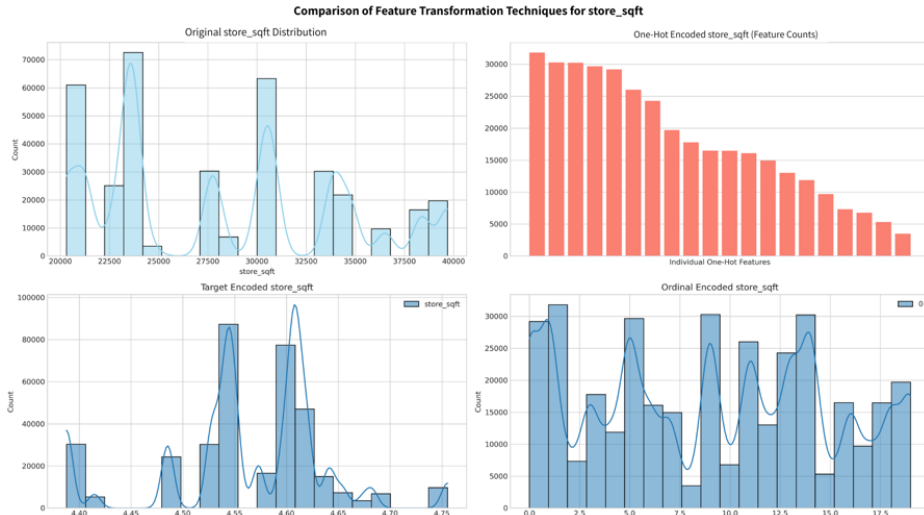 Comparison of Feature Transformation Techniques for store_sqft
Original store_sqft Distribution
Count
70000
60000
50000
40000
30000
20000
10000
0
20000 22500 25000 27500 30000 32500 35000 37500 40000
store_sqft
One-Hot Encoded store_sqft (Feature Counts)
30000
25000
20000
15000
10000
5000
0
Individual One-Hot Features
Target Encoded store_sqft
store_sqft
Count
100000
80000
60000
40000
20000
0
4.40 4.45 4.50 4.55 4.60 4.65 4.70 4.75
Ordinal Encoded store_sqft
0
Count
30000
25000
20000
15000
10000
5000
0
0.0 2.5 5.0 7.5 10.0 12.5 15.0 17.5